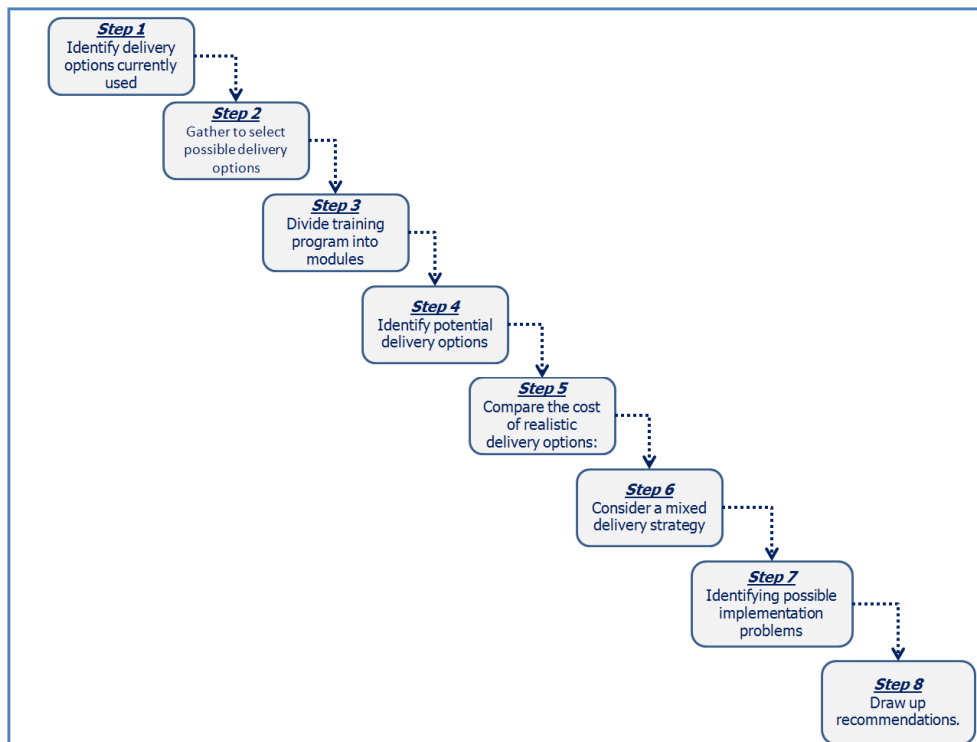 Step 1
Identify delivery
options currently
used
Step 2
Gather to select
possible delivery
options
Step 3
Divide training
program into
modules
Step 4
Identify potential
delivery options
Step 5
Compare the cost
of realistic
delivery options:
Step 6
Consider a mixed
delivery strategy
Step 7
Identifying possible
implementation
problems
Step 8
Draw up
recommendations.